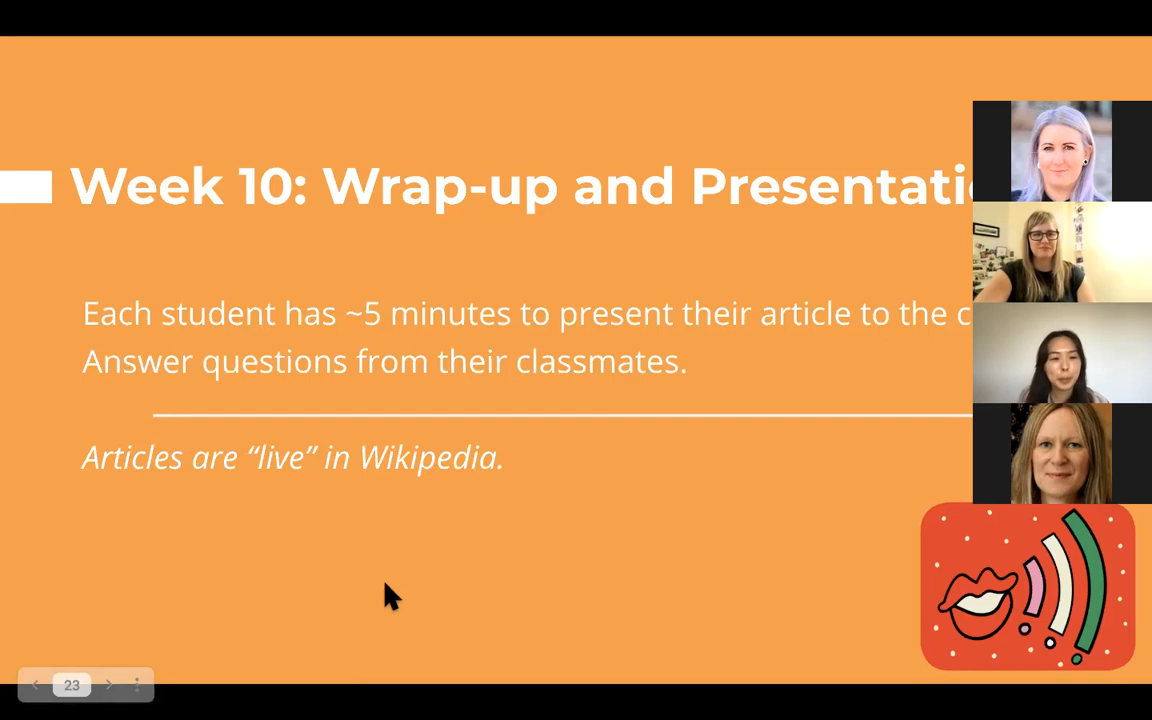 Week 10: Wrap-up and
Each student has ~5 minutes to present their article to the
Answer questions from their classmates.
Articles are “live” in Wikipedia.
23